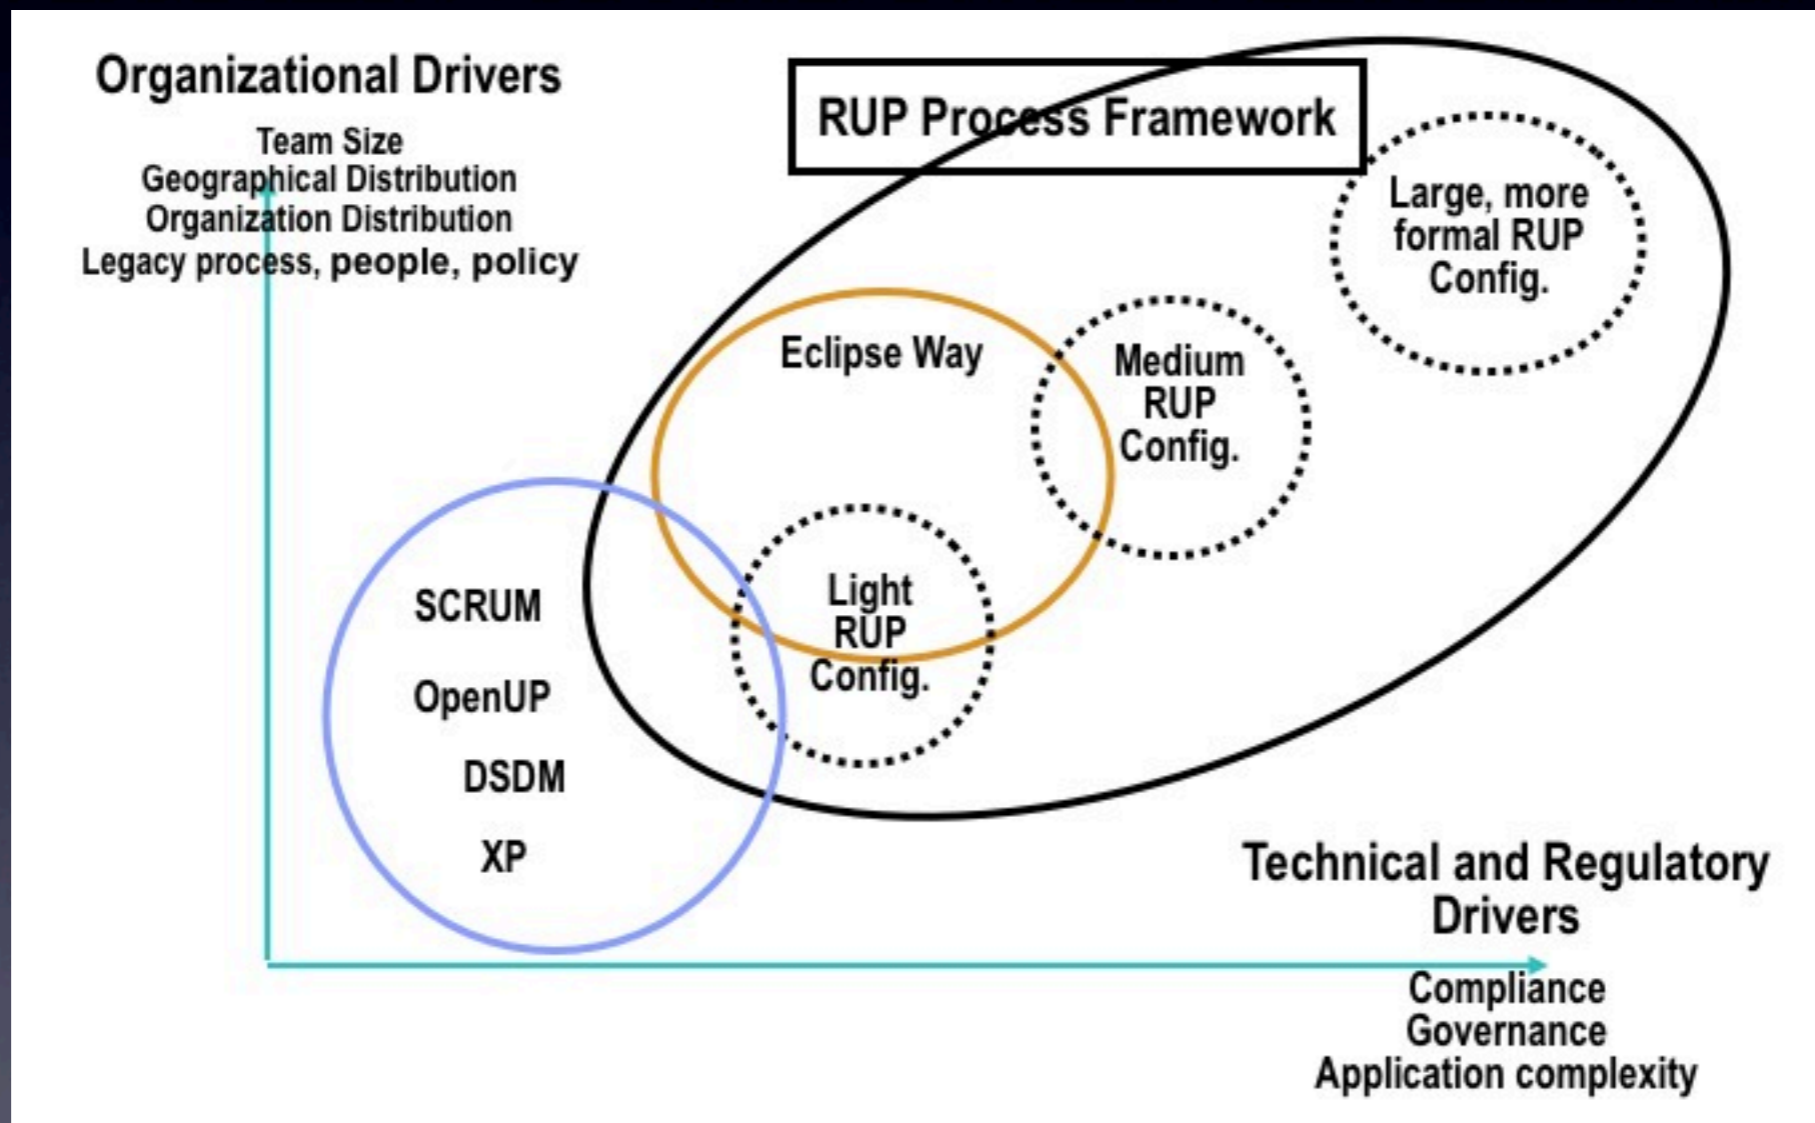 Organizational Drivers
Team Size
Geographical Distribution
Organization Distribution
Legacy process, people, policy
RUP Process Framework
Large, more
formal RUP
Config.
Eclipse Way
Medium
RUP
Config.
Light
RUP
Config.
SCRUM
OpenUP
DSDM
XP
Technical and Regulatory
Drivers
Compliance
Governance
Application complexity